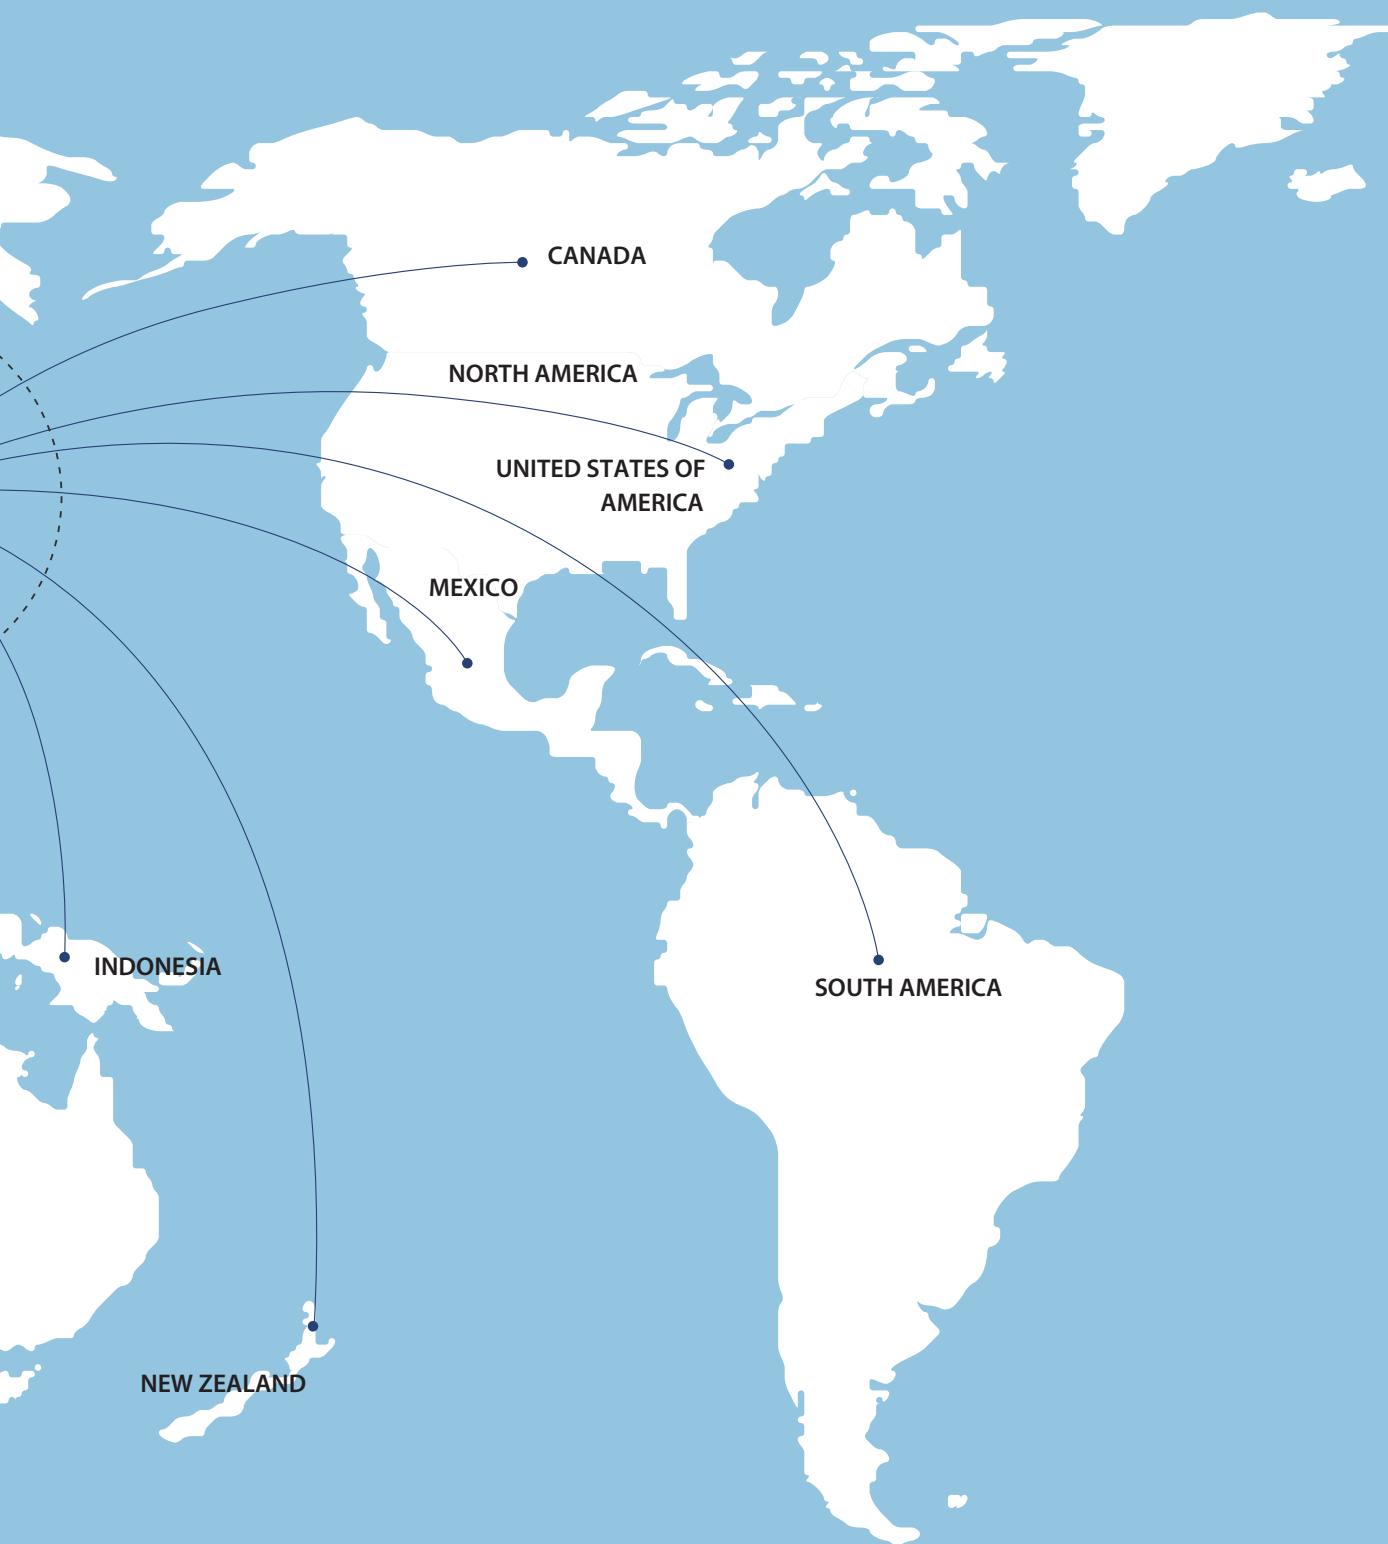 CANADA
NORTH AMERICA
UNITED STATES OF
AMERICA
MEXICO
INDONESIA
SOUTH AMERICA
NEW ZEALAND